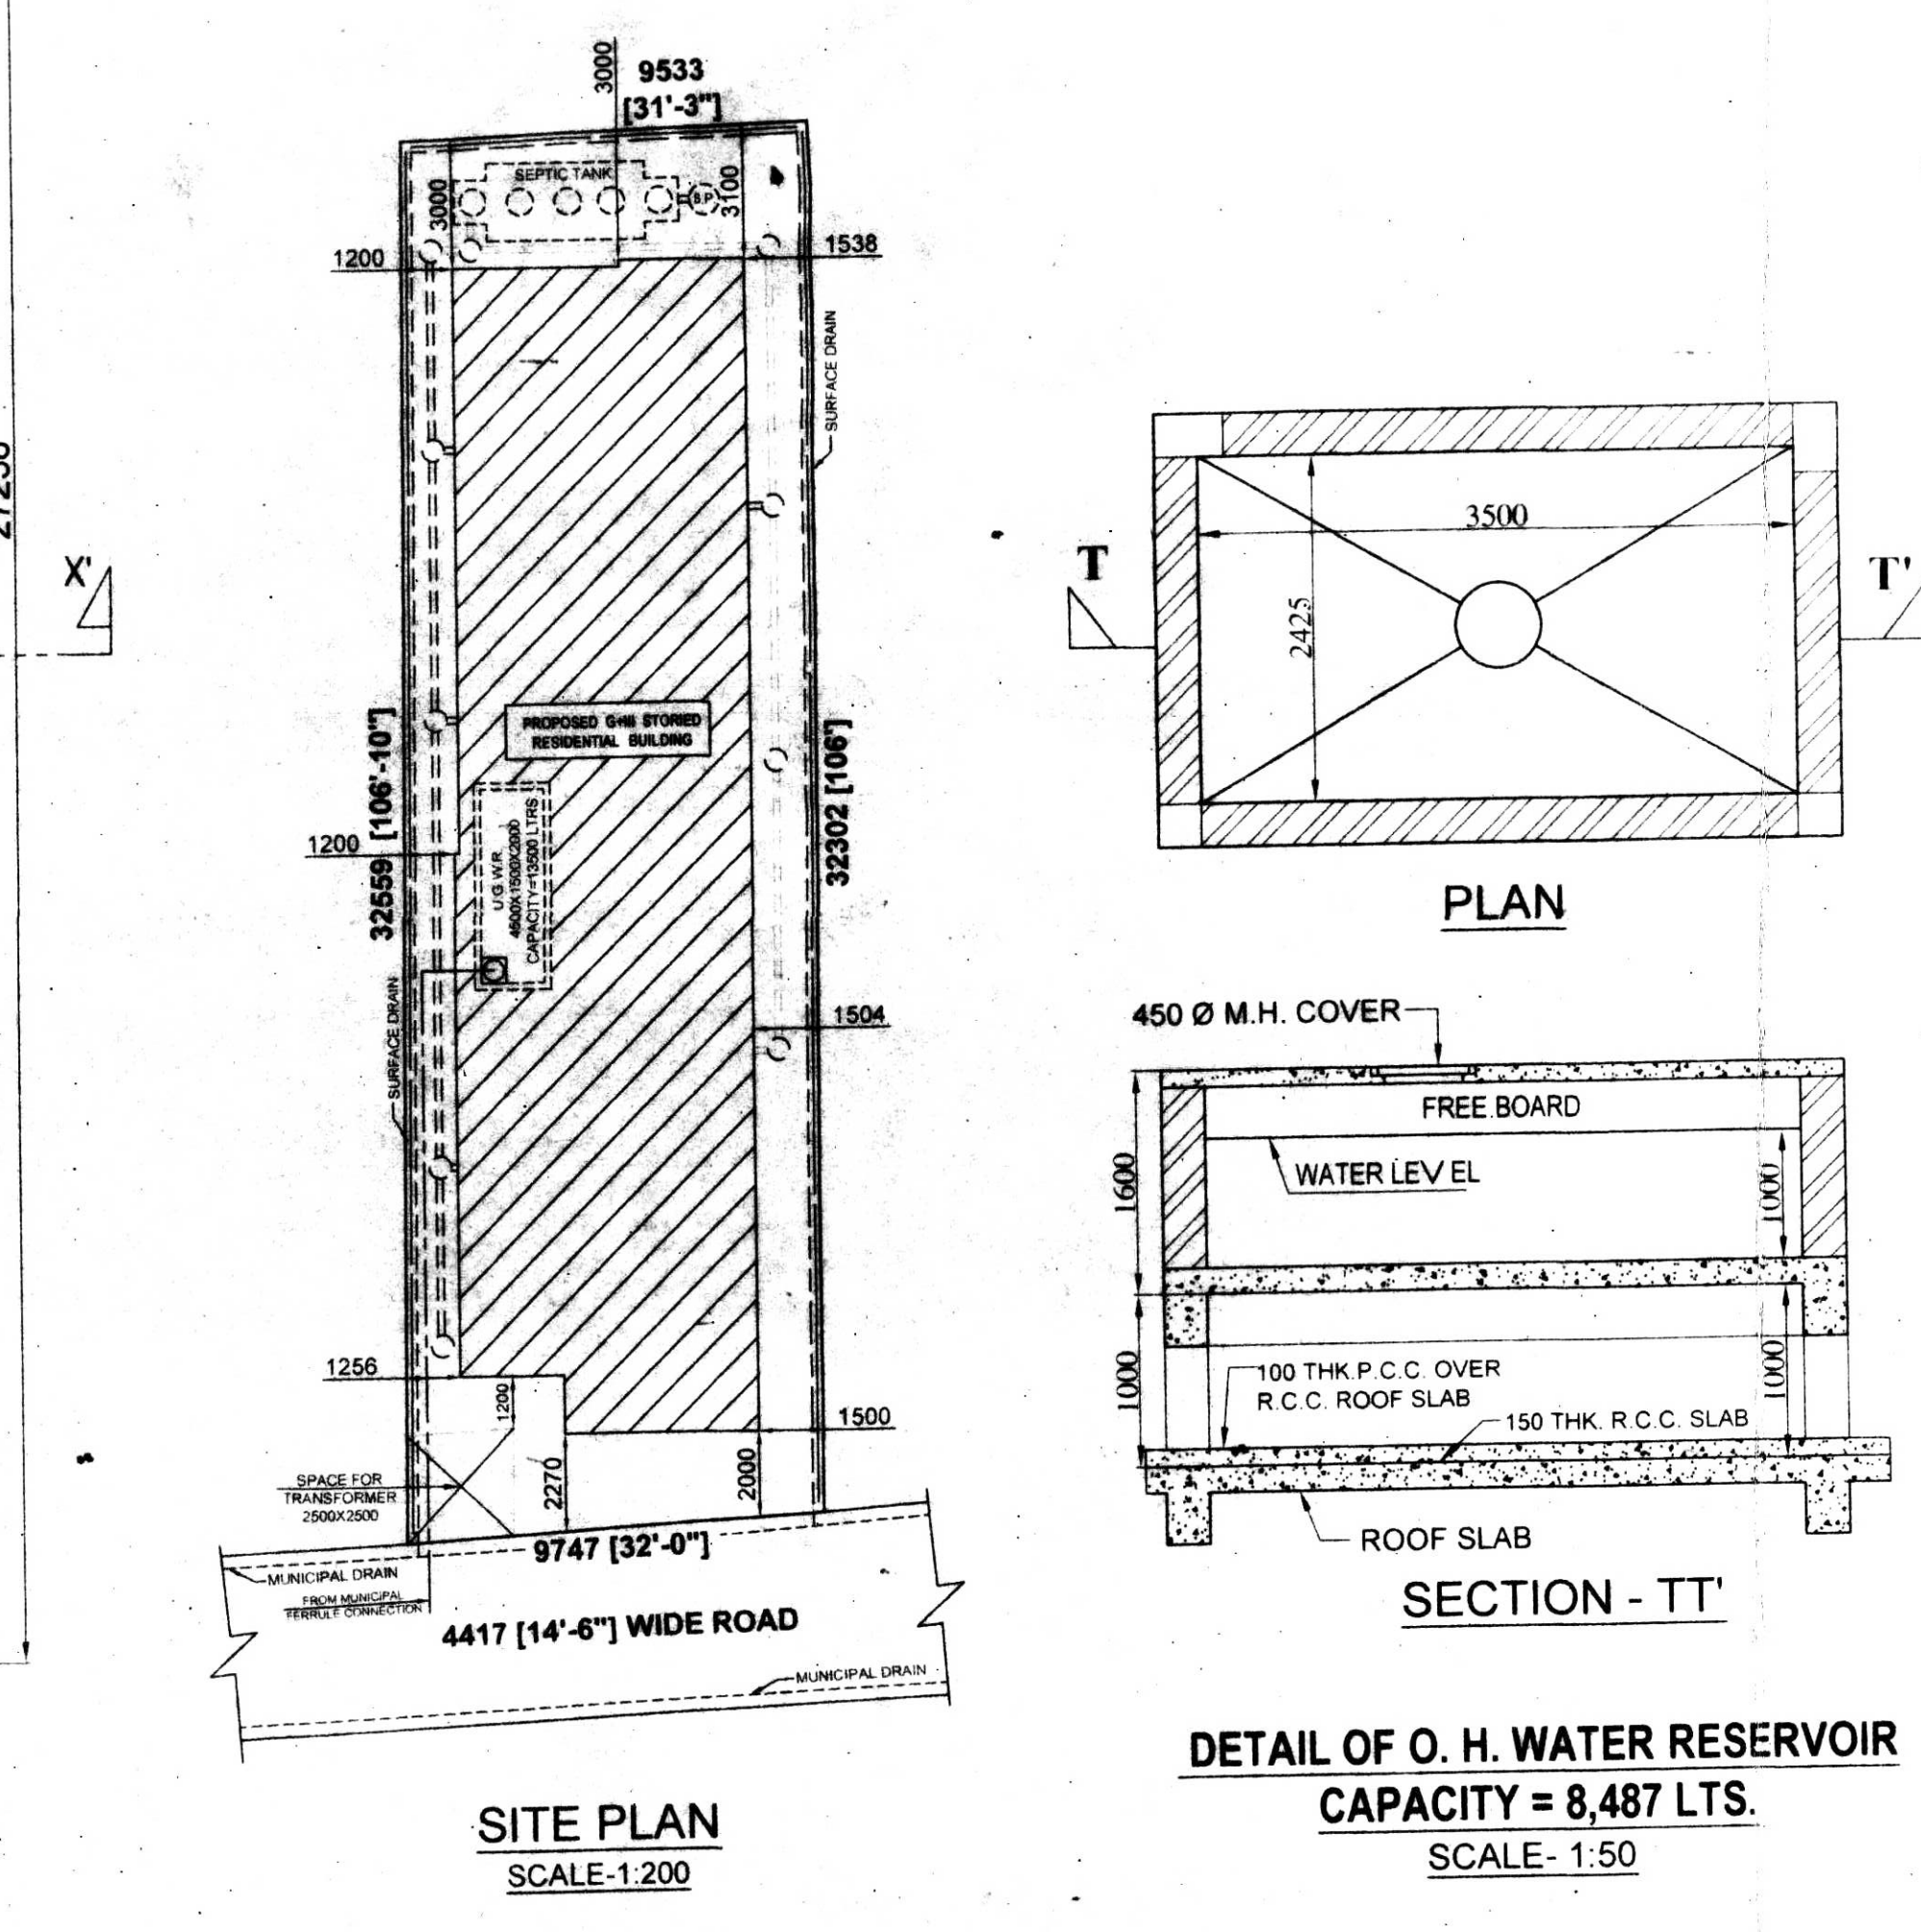 3000
9533
[31'-3"]
SEPTIC TANK
3000
S.P
3100
1200
1538
SURFACE DRAIN
X'
PROPOSED G+III STORIED
RESIDENTIAL BUILDING
32559 [106'-10"]
32302 [106']
1200
U.G.W.R.
4500X1500X2000
CAPACITY=13500 LTRS.
SURFACE DRAIN
1504
1256
1200
1500
2270
2000
SPACE FOR
TRANSFORMER
2500X2500
9747 [32'-0"]
MUNICIPAL DRAIN
FROM MUNICIPAL
FERRULE CONNECTION
4417 [14'-6"] WIDE ROAD
MUNICIPAL DRAIN
SITE PLAN
SCALE-1:200
3500
T
T'
2425
PLAN
450 Ø M.H. COVER
FREE.BOARD
WATER LEVEL
1600
1000
100 THK.P.C.C. OVER
R.C.C. ROOF SLAB
1000
1000
150 THK. R.C.C. SLAB
ROOF SLAB
SECTION - TT'
DETAIL OF O. H. WATER RESERVOIR
CAPACITY = 8,487 LTS.
SCALE- 1:50